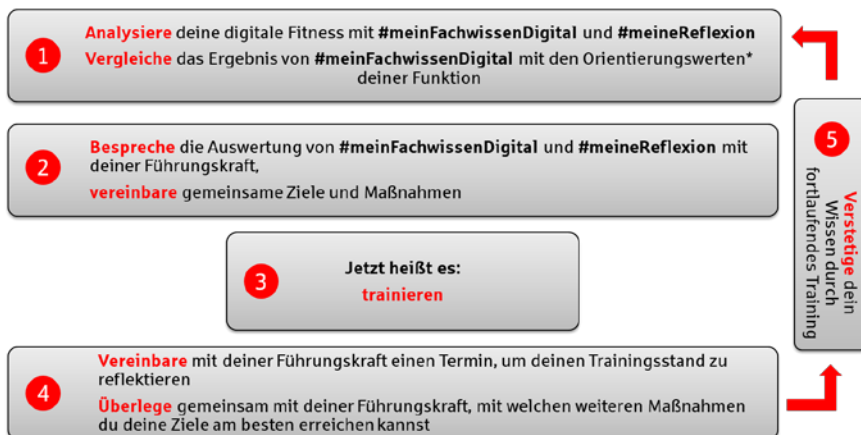 1
Analysiere deine digitale Fitness mit #meinFachwissenDigital und #meineReflexion
Vergleiche das Ergebnis von #meinFachwissenDigital mit den Orientierungswerten*
deiner Funktion
2
Bespreche die Auswertung von #meinFachwissenDigital und #meineReflexion mit
deiner Führungskraft,
vereinbare gemeinsame Ziele und Maßnahmen
3
Jetzt heißt es:
trainieren
4
Vereinbare mit deiner Führungskraft einen Termin, um deinen Trainingsstand zu
reflektieren
Überlege gemeinsam mit deiner Führungskraft, mit welchen weiteren Maßnahmen
du deine Ziele am besten erreichen kannst
5
Verstetige dein
Wissen durch
fortlaufendes Training